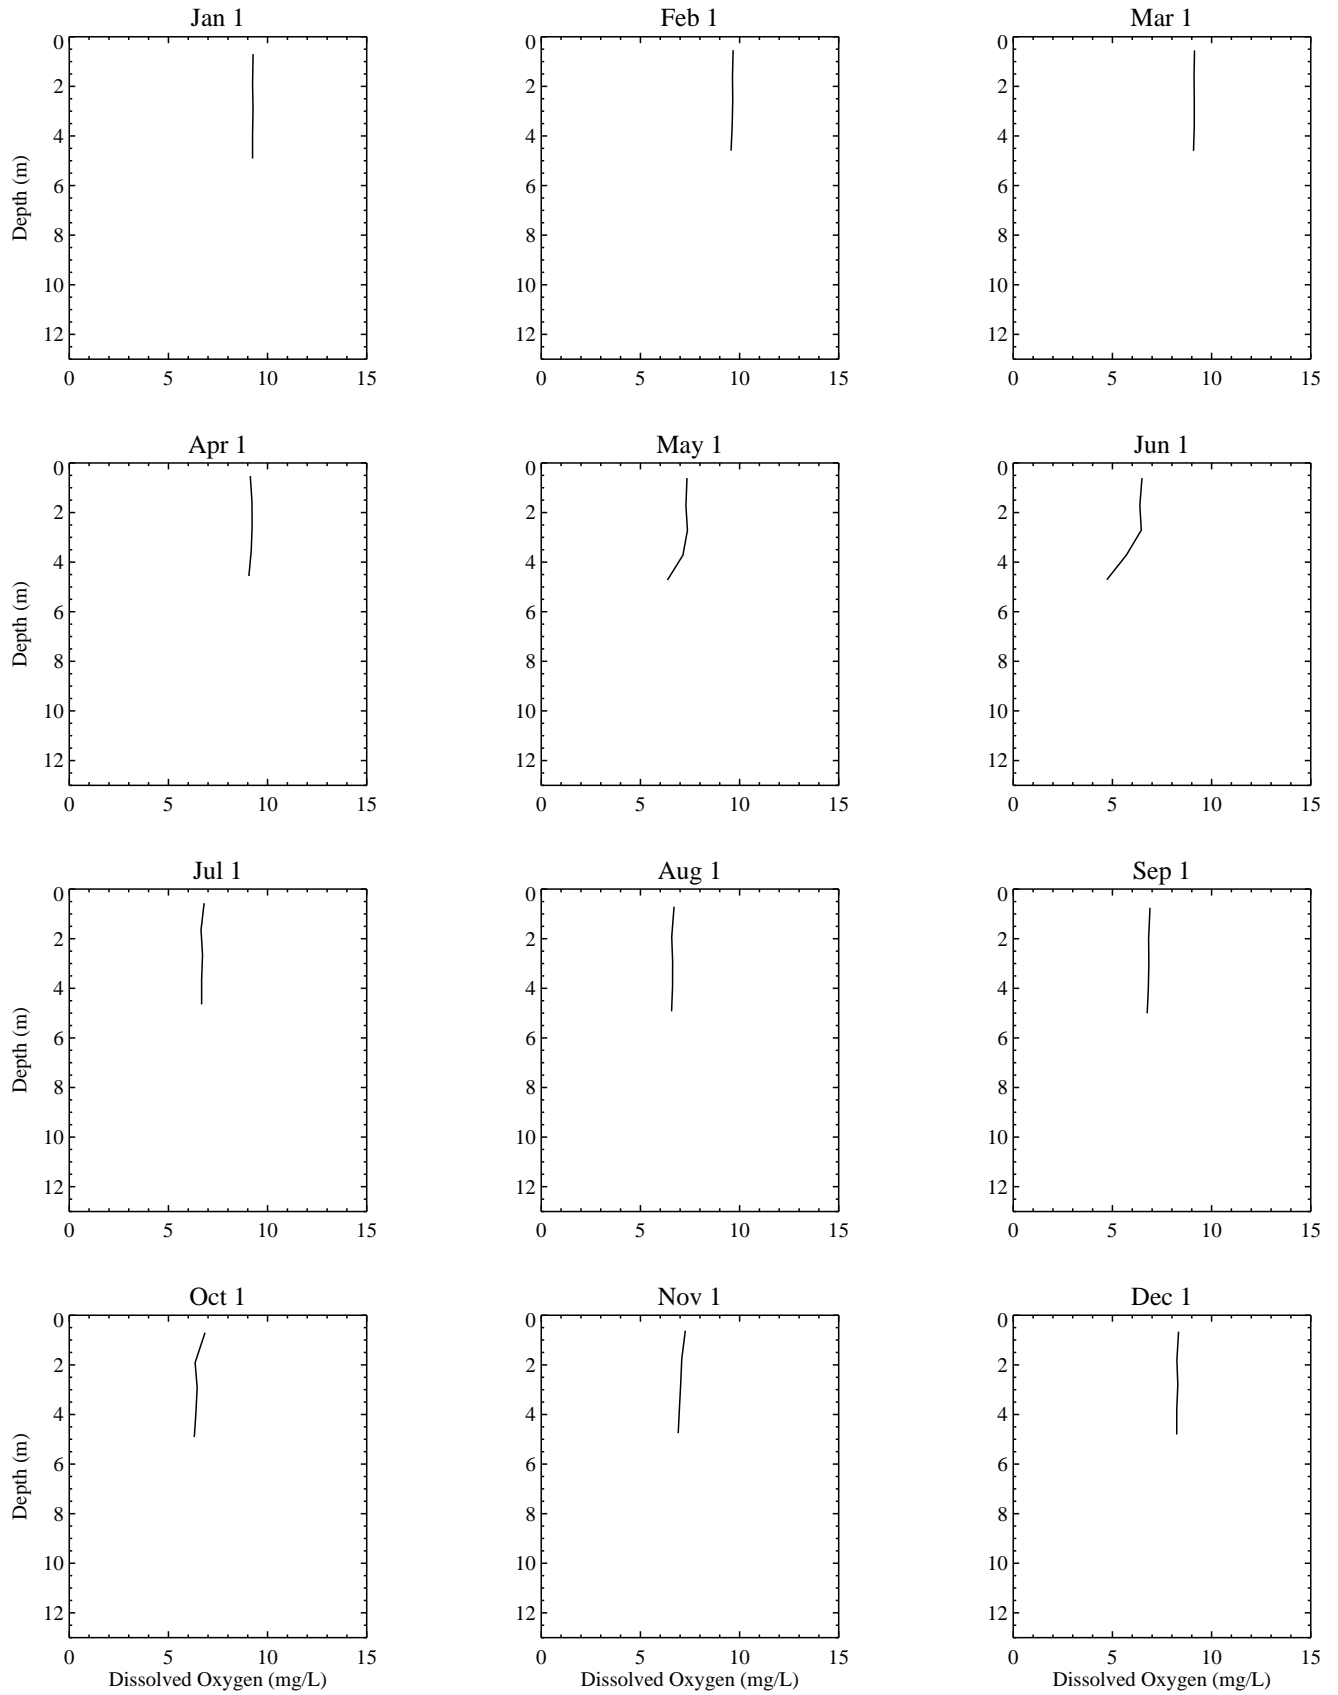 Jan 1 Feb 1 Mar 1
0 0 0
2 2 2
4 4 4
6 6 6
8 8 8
10 10 10
12 12 12
Depth (m)
0 5 10 15 0 5 10 15 0 5 10 15
Apr 1 May 1 Jun 1
0 0 0
2 2 2
4 4 4
6 6 6
8 8 8
10 10 10
12 12 12
Depth (m)
0 5 10 15 0 5 10 15 0 5 10 15
Jul 1 Aug 1 Sep 1
0 0 0
2 2 2
4 4 4
6 6 6
8 8 8
10 10 10
12 12 12
Depth (m)
0 5 10 15 0 5 10 15 0 5 10 15
Oct 1 Nov 1 Dec 1
0 0 0
2 2 2
4 4 4
6 6 6
8 8 8
10 10 10
12 12 12
Depth (m)
0 5 10 15 0 5 10 15 0 5 10 15
Dissolved Oxygen (mg/L) Dissolved Oxygen (mg/L) Dissolved Oxygen (mg/L)